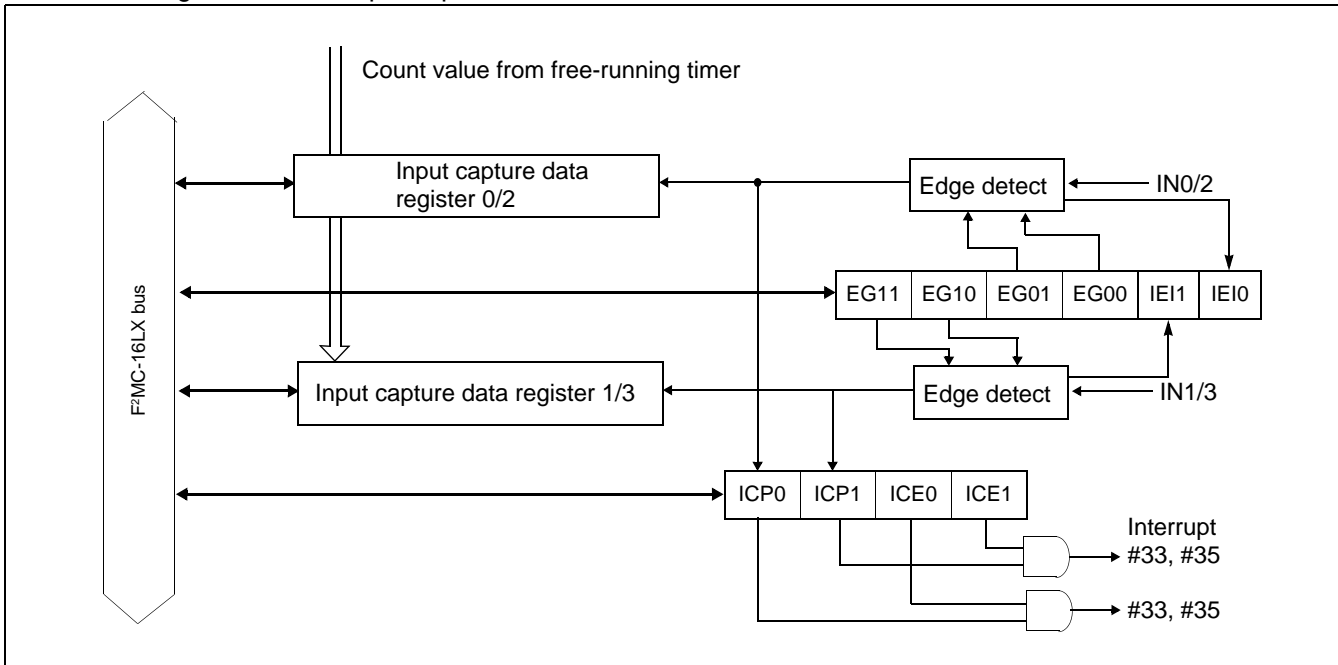 Count value from free-running timer
Input capture data
register 0/2
Edge detect
IN0/2
F²MC-16LX bus
EG11 EG10 EG01 EG00 IEI1 IEI0
Input capture data register 1/3
Edge detect
IN1/3
ICP0 ICP1 ICE0 ICE1
Interrupt
#33, #35
#33, #35